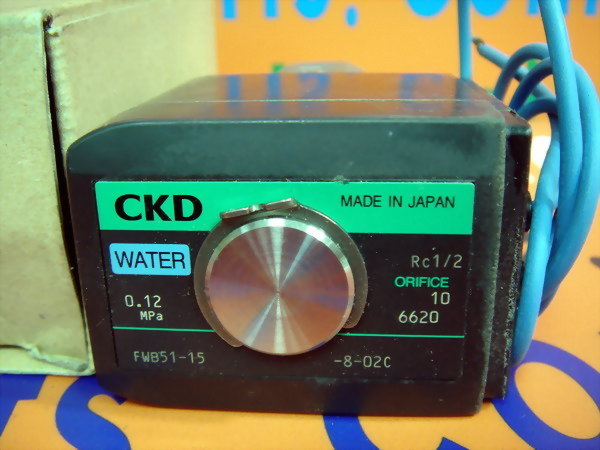 CKD
MADE IN JAPAN
WATER
Rc1/2
ORIFICE
0.12
10
MPa
6620
FWB51-15
-8-02C